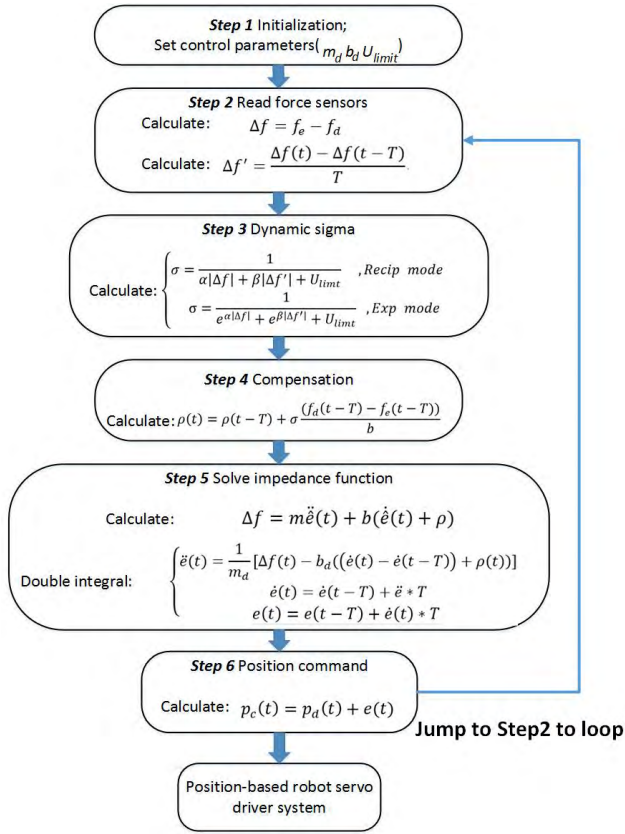 Step 1 Initialization;
Set control parameters( m_d b_d U_limit )
Step 2 Read force sensors
Calculate: Δf = f_e − f_d
Calculate: Δf′ = (Δf(t) − Δf(t − T)) / T
Step 3 Dynamic sigma
Calculate: { σ = 1 / (α|Δf| + β|Δf′| + U_limt) , Recip mode
σ = 1 / (e^{α|Δf|} + e^{β|Δf′|} + U_limt) , Exp mode
Step 4 Compensation
Calculate: ρ(t) = ρ(t − T) + σ (f_d(t − T) − f_e(t − T)) / b
Step 5 Solve impedance function
Calculate: Δf = më̂(t) + b(ė̂(t) + ρ)
Double integral: { ë(t) = 1/m_d [Δf(t) − b_d((ė(t) − ė(t − T)) + ρ(t))]
ė(t) = ė(t − T) + ë * T
e(t) = e(t − T) + ė(t) * T
Step 6 Position command
Calculate: p_c(t) = p_d(t) + e(t)
Jump to Step2 to loop
Position-based robot servo
driver system